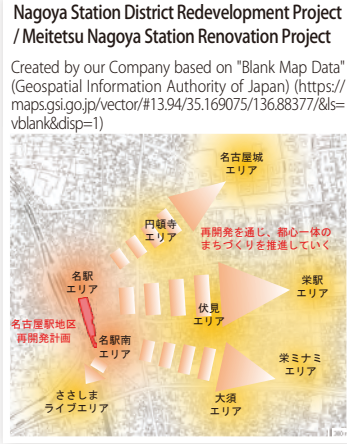 Nagoya Station District Redevelopment Project
/ Meitetsu Nagoya Station Renovation Project
Created by our Company based on "Blank Map Data"
(Geospatial Information Authority of Japan) (https://
maps.gsi.go.jp/vector/#13.94/35.169075/136.88377/&ls=
vblank&disp=1)
名古屋城
エリア
円頓寺
エリア
再開発を通じ、都心一体の
まちづくりを推進していく
名駅
エリア
栄駅
エリア
伏見
エリア
名古屋駅地区
再開発計画
名駅南
エリア
栄ミナミ
エリア
ささしま
ライブエリア
大須
エリア